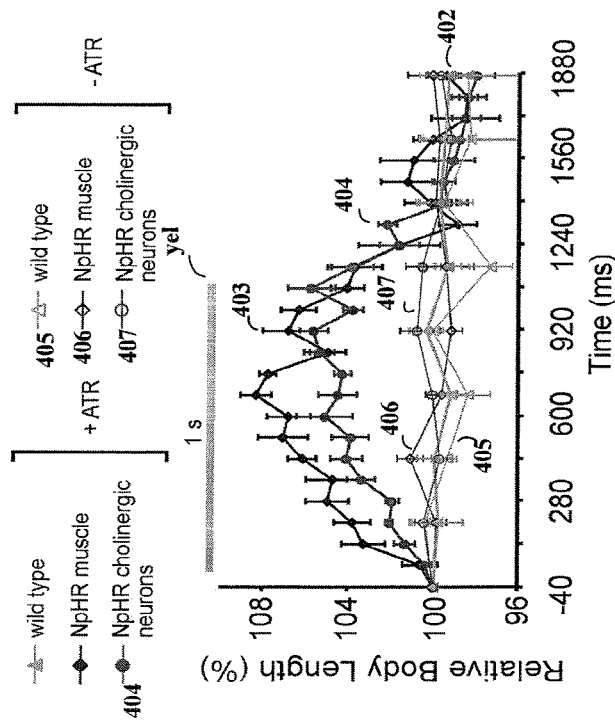 + ATR
- ATR
wild type
NpHR muscle
404 NpHR cholinergic
neurons
405 wild type
406 NpHR muscle
407 NpHR cholinergic
neurons
yel
1 s
403
404
407
406
405
402
Relative Body Length (%)
108
104
100
96
-40
280
600
920
1240
1560
1880
Time (ms)